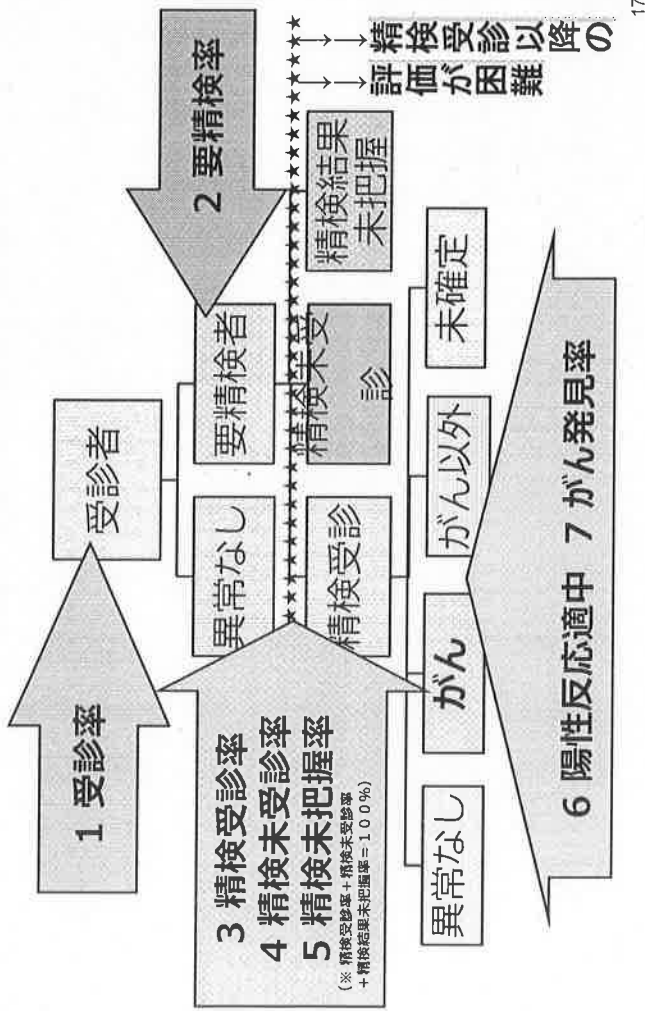 受診者
1 受診率
異常なし
要精検者
2 要精検率
★★★★★★★★★★★★★★★★★★★★★★★★★★★★★★★★
→→精検受診以降の
→→評価が困難
3 精検受診率
4 精検未受診率
5 精検未把握率
(※ 精検受診率+精検未受診率
+精検結果未把握率=100%)
精検受診
精検未受
診
精検結果
未把握
異常なし
がん
がん以外
未確定
6 陽性反応適中 7 がん発見率
17